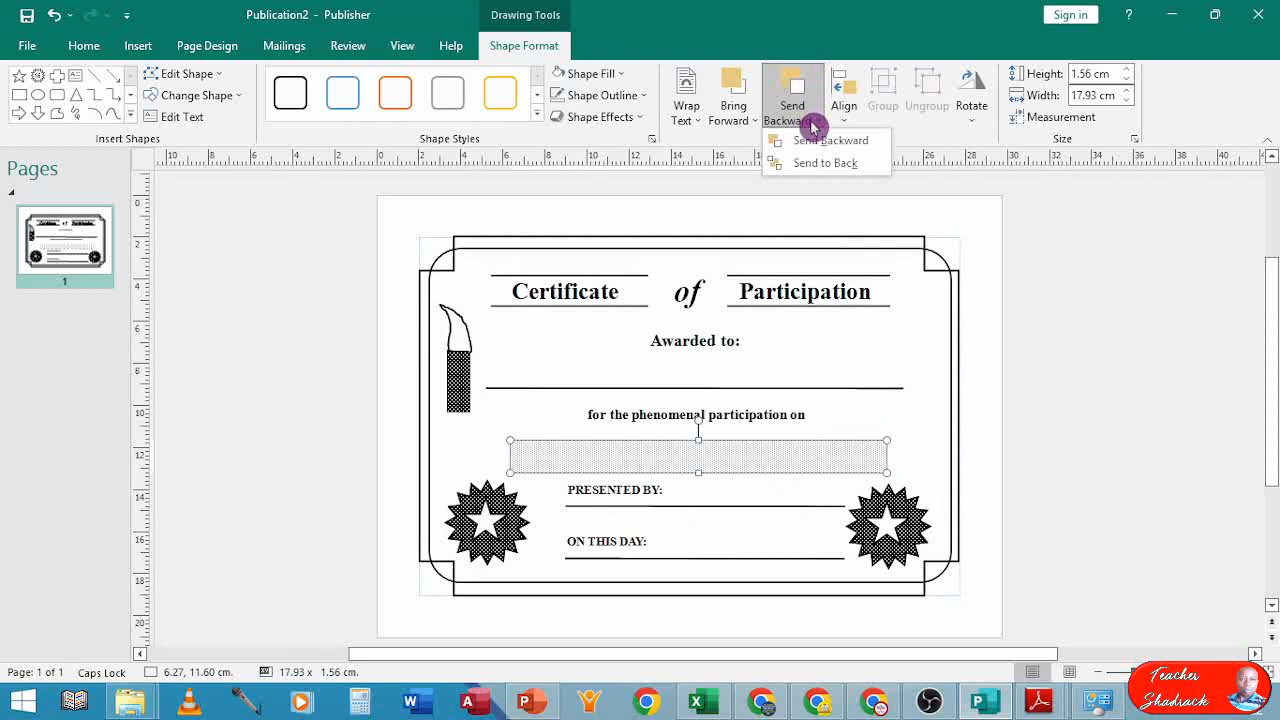 Publication2 - Publisher
Drawing Tools
Sign in
?
File
Home
Insert
Page Design
Mailings
Review
View
Help
Shape Format
Edit Shape
Change Shape
Edit Text
Insert Shapes
Shape Fill
Shape Outline
Shape Effects
Shape Styles
Wrap Text
Bring Forward
Send Backward
Align
Group
Ungroup
Rotate
Height: 1.56 cm
Width: 17.93 cm
Measurement
Size
Send Backward
Send to Back
Pages
1
Certificate of Participation
Awarded to:
for the phenomenal participation on
PRESENTED BY:
ON THIS DAY:
Page: 1 of 1
Caps Lock
6.27, 11.60 cm.
17.93 x 1.56 cm.
Teacher
Shadrack